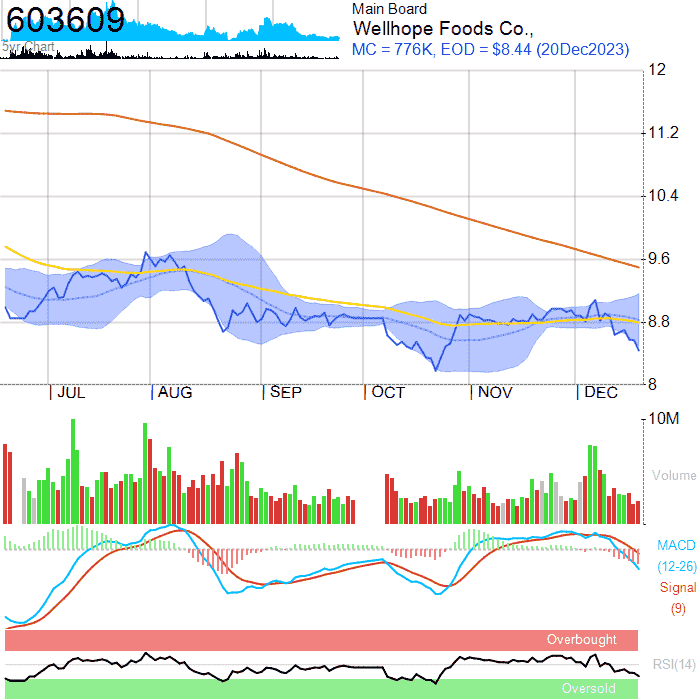 603609
5yr Chart
Main Board
Wellhope Foods Co.,
MC = 776K, EOD = $8.44 (20Dec2023)
12
11.2
10.4
9.6
8.8
8
| JUL | AUG | SEP | OCT | NOV | DEC
10M
Volume
MACD
(12-26)
Signal
(9)
Overbought
RSI(14)
Oversold